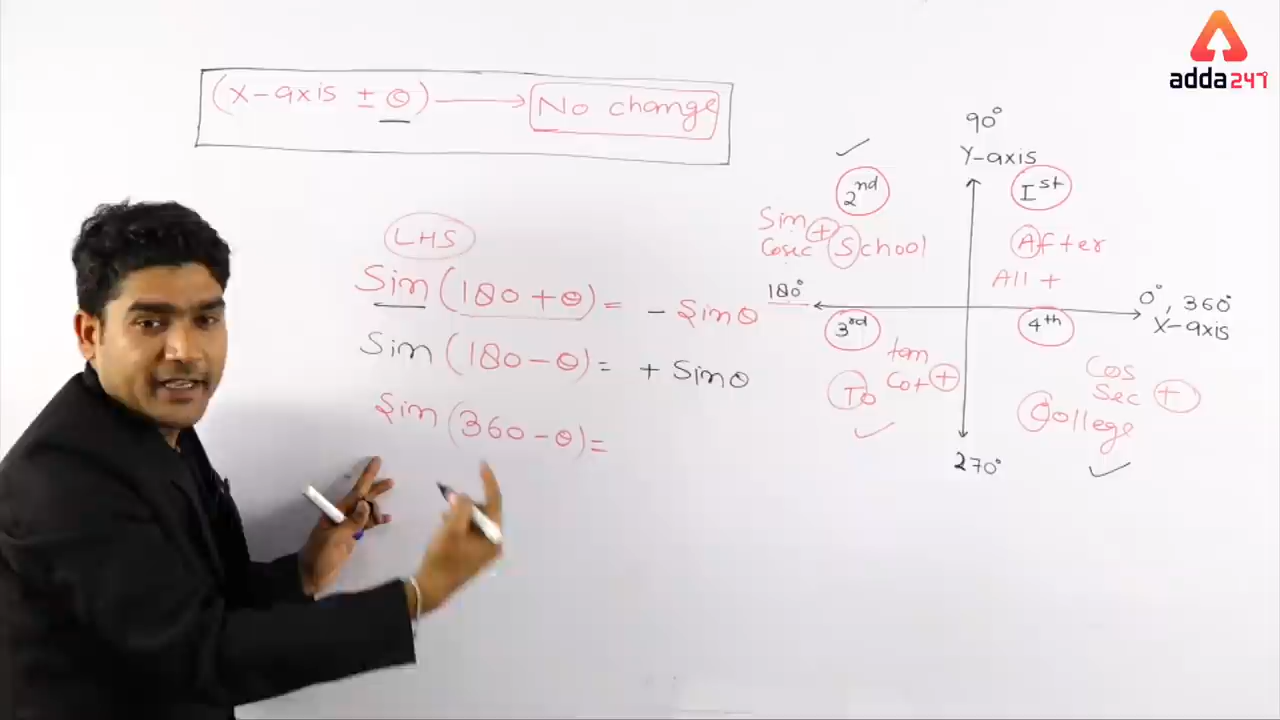 adda247
(x-axis ± θ) → No change
90°
Y-axis
2nd
Ist
Sin + School
Cosec
After
All +
LHS
Sin (180 + θ) = - Sinθ
180°
0°, 360°
X-axis
3rd
4th
Sin (180 - θ) = + Sinθ
tan
Cot +
To
Cos
Sec +
College
Sin (360 - θ) =
270°